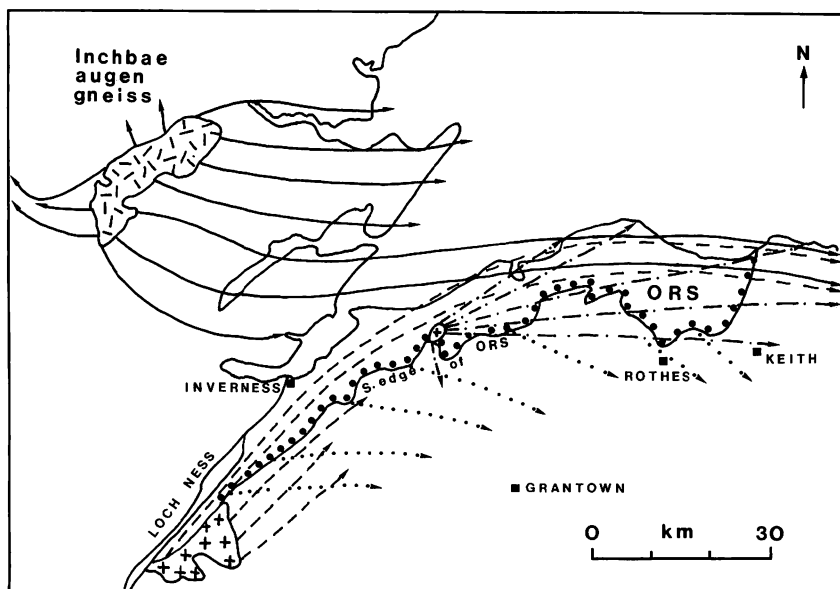 Inchbae
augen
gneiss
N
ORS
S. edge of ORS
INVERNESS
KEITH
ROTHES
LOCH NESS
GRANTOWN
0 km 30